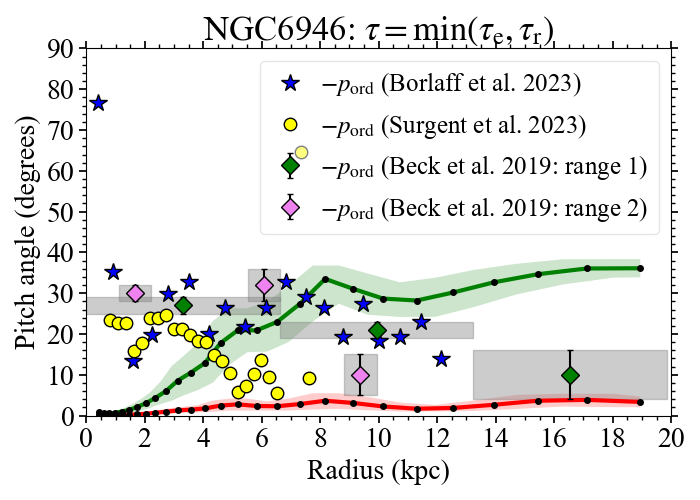 NGC6946: τ = min(τe, τr)
90
80
70
60
50
40
30
20
10
0
Pitch angle (degrees)
−pord (Borlaff et al. 2023)
−pord (Surgent et al. 2023)
−pord (Beck et al. 2019: range 1)
−pord (Beck et al. 2019: range 2)
0 2 4 6 8 10 12 14 16 18 20
Radius (kpc)